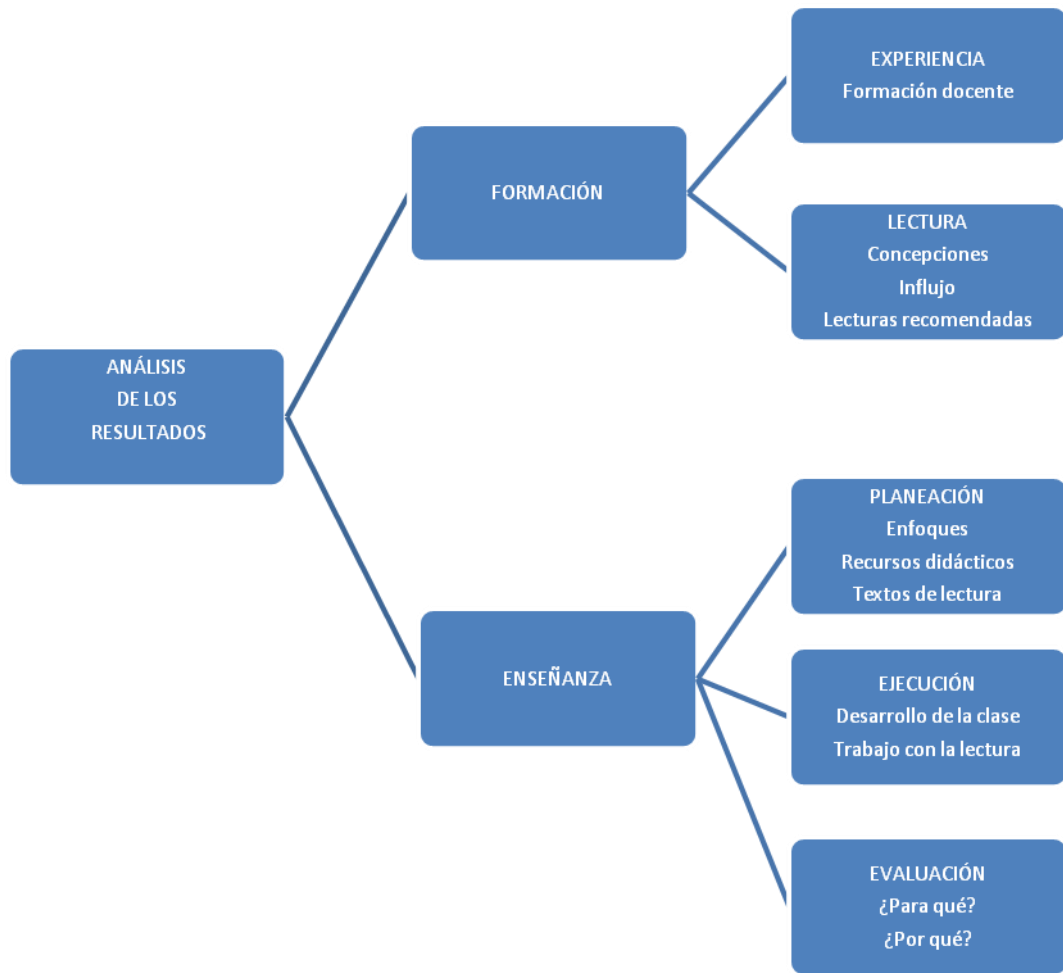 EXPERIENCIA
Formación docente
FORMACIÓN
LECTURA
Concepciones
Influjo
Lecturas recomendadas
ANÁLISIS
DE LOS
RESULTADOS
PLANEACIÓN
Enfoques
Recursos didácticos
Textos de lectura
ENSEÑANZA
EJECUCIÓN
Desarrollo de la clase
Trabajo con la lectura
EVALUACIÓN
¿Para qué?
¿Por qué?